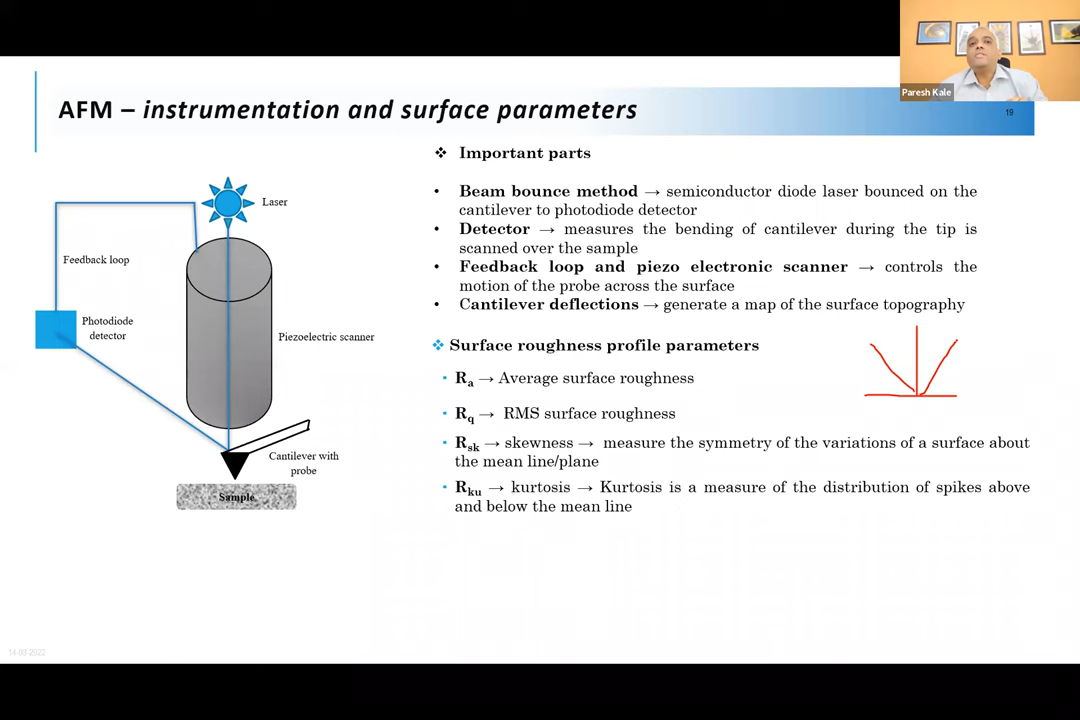 Paresh Kale
AFM – instrumentation and surface parameters
19
Laser
Feedback loop
Photodiode
detector
Piezoelectric scanner
Cantilever with
probe
Sample
❖ Important parts
• Beam bounce method → semiconductor diode laser bounced on the
cantilever to photodiode detector
• Detector → measures the bending of cantilever during the tip is
scanned over the sample
• Feedback loop and piezo electronic scanner → controls the
motion of the probe across the surface
• Cantilever deflections → generate a map of the surface topography
❖ Surface roughness profile parameters
▪ Ra → Average surface roughness
▪ Rq → RMS surface roughness
▪ Rsk → skewness → measure the symmetry of the variations of a surface about
the mean line/plane
▪ Rku → kurtosis → Kurtosis is a measure of the distribution of spikes above
and below the mean line
14-03-2022